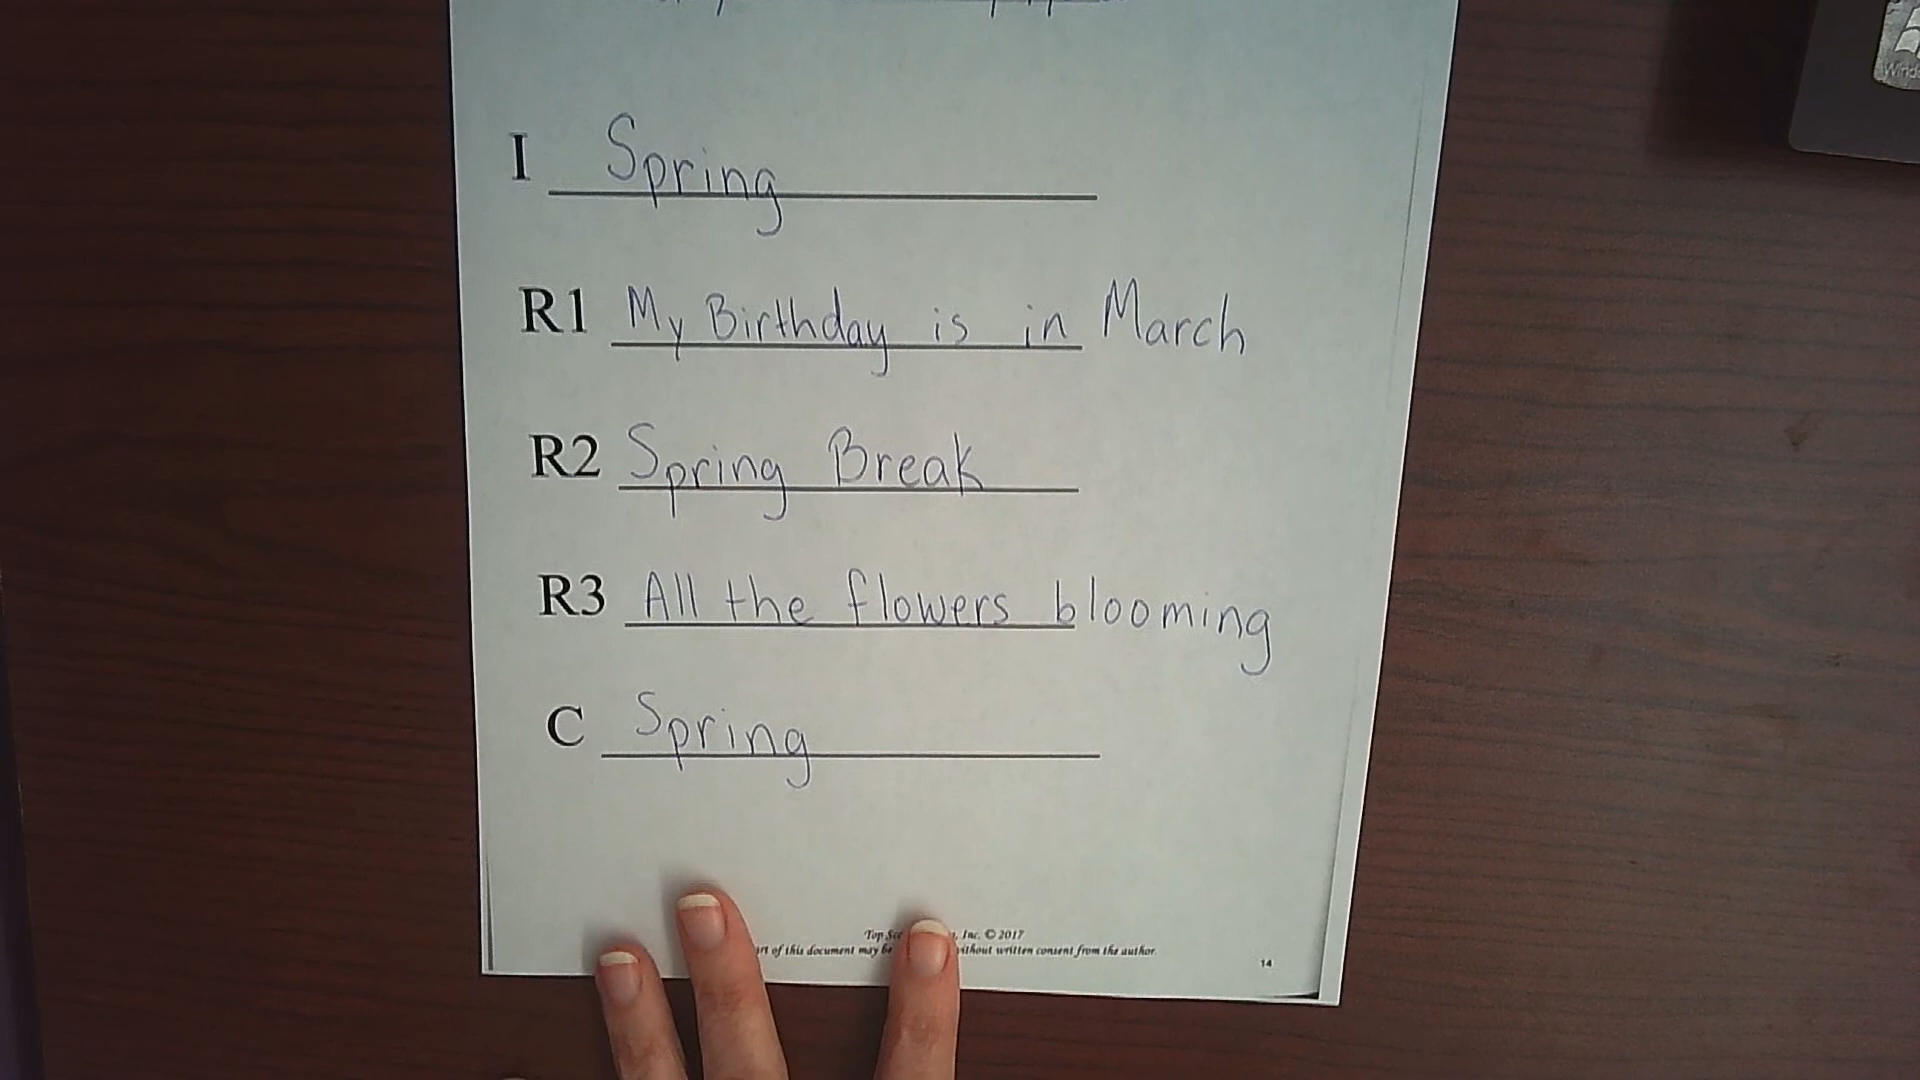 I Spring
R1 My Birthday is in March
R2 Spring Break
R3 All the flowers blooming
C Spring
Inc. © 2017
of this document may be without written consent from the author.
14